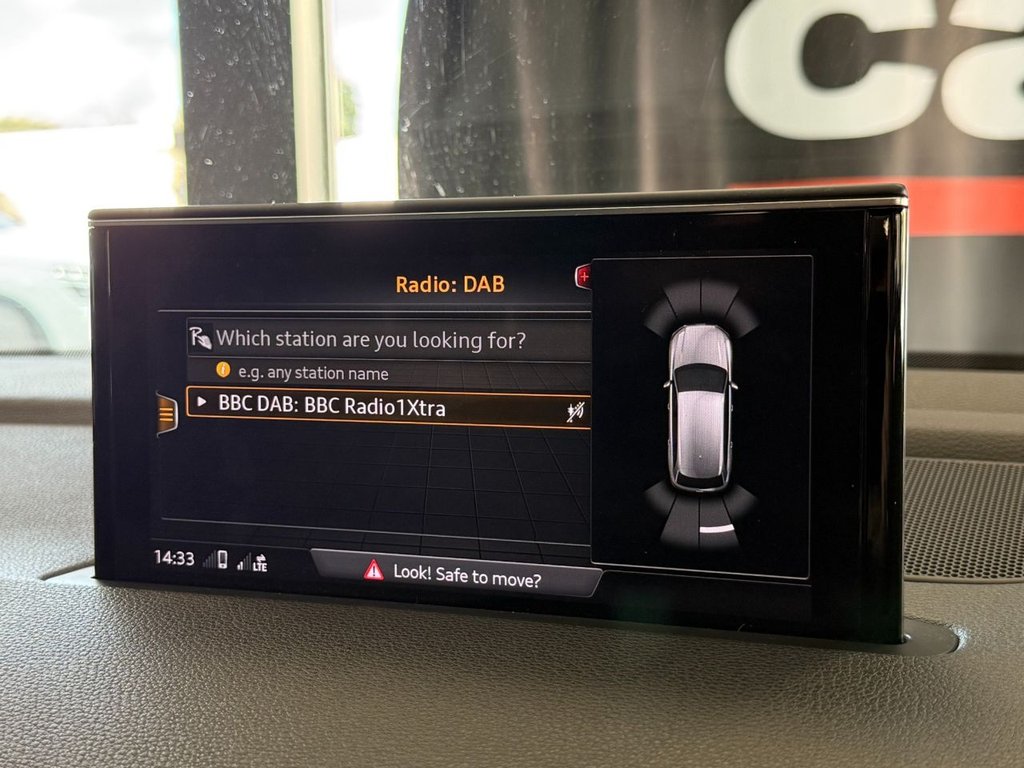 ca
Radio: DAB
Which station are you looking for?
e.g. any station name
BBC DAB: BBC Radio1Xtra
14:33
LTE
Look! Safe to move?